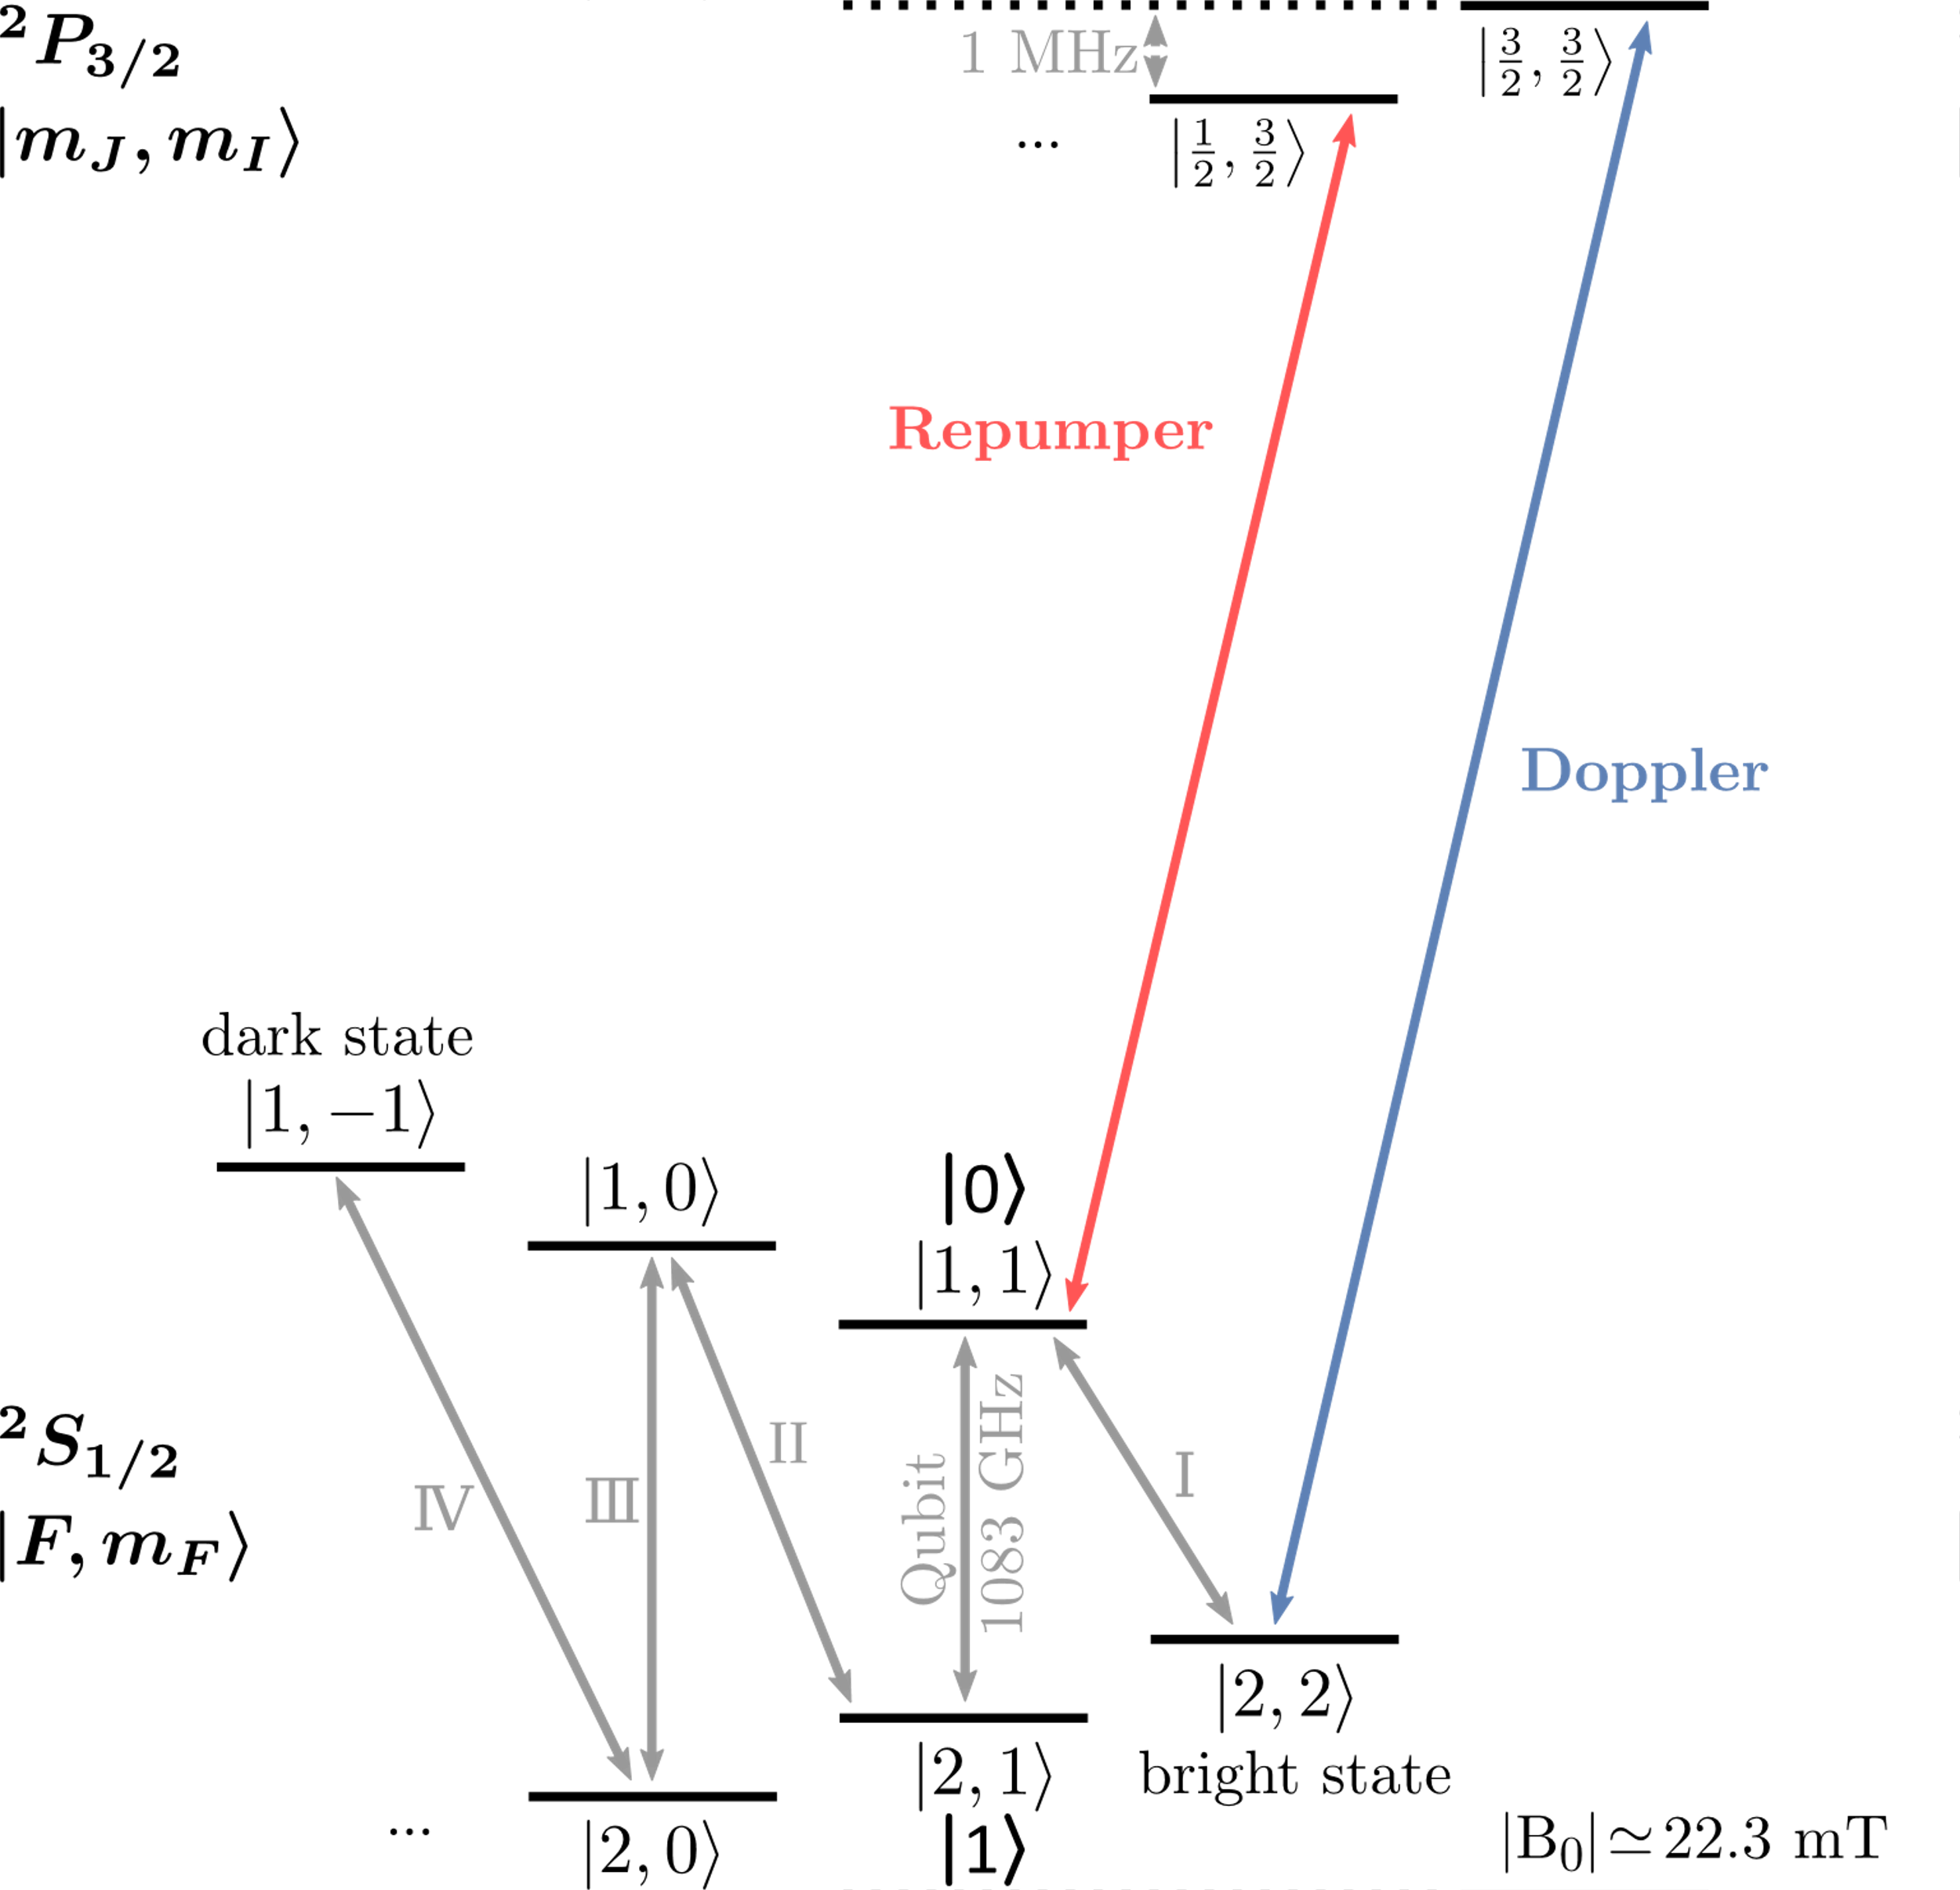 ²P₃/₂
|m_J, m_I⟩
1 MHz
|3/2, 3/2⟩
...
|1/2, 3/2⟩
Repumper
Doppler
dark state
|1, −1⟩
|1, 0⟩
|0⟩
|1, 1⟩
²S₁/₂
|F, m_F⟩
IV
III
II
Qubit
1083 GHz
I
|2, 2⟩
bright state
|2, 1⟩
|1⟩
...
|2, 0⟩
|B₀|≃22.3 mT